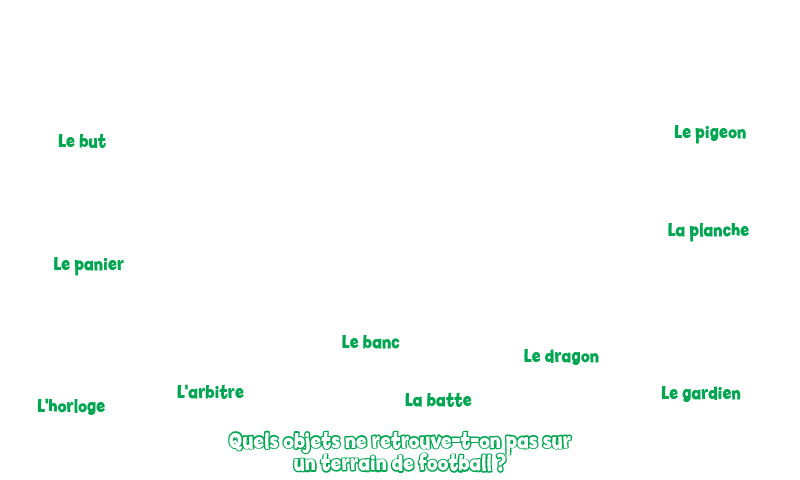 Le pigeon
Le but
La planche
Le panier
Le banc
Le dragon
L'arbitre
Le gardien
La batte
L'horloge
Quels objets ne retrouve-t-on pas sur
un terrain de football ?